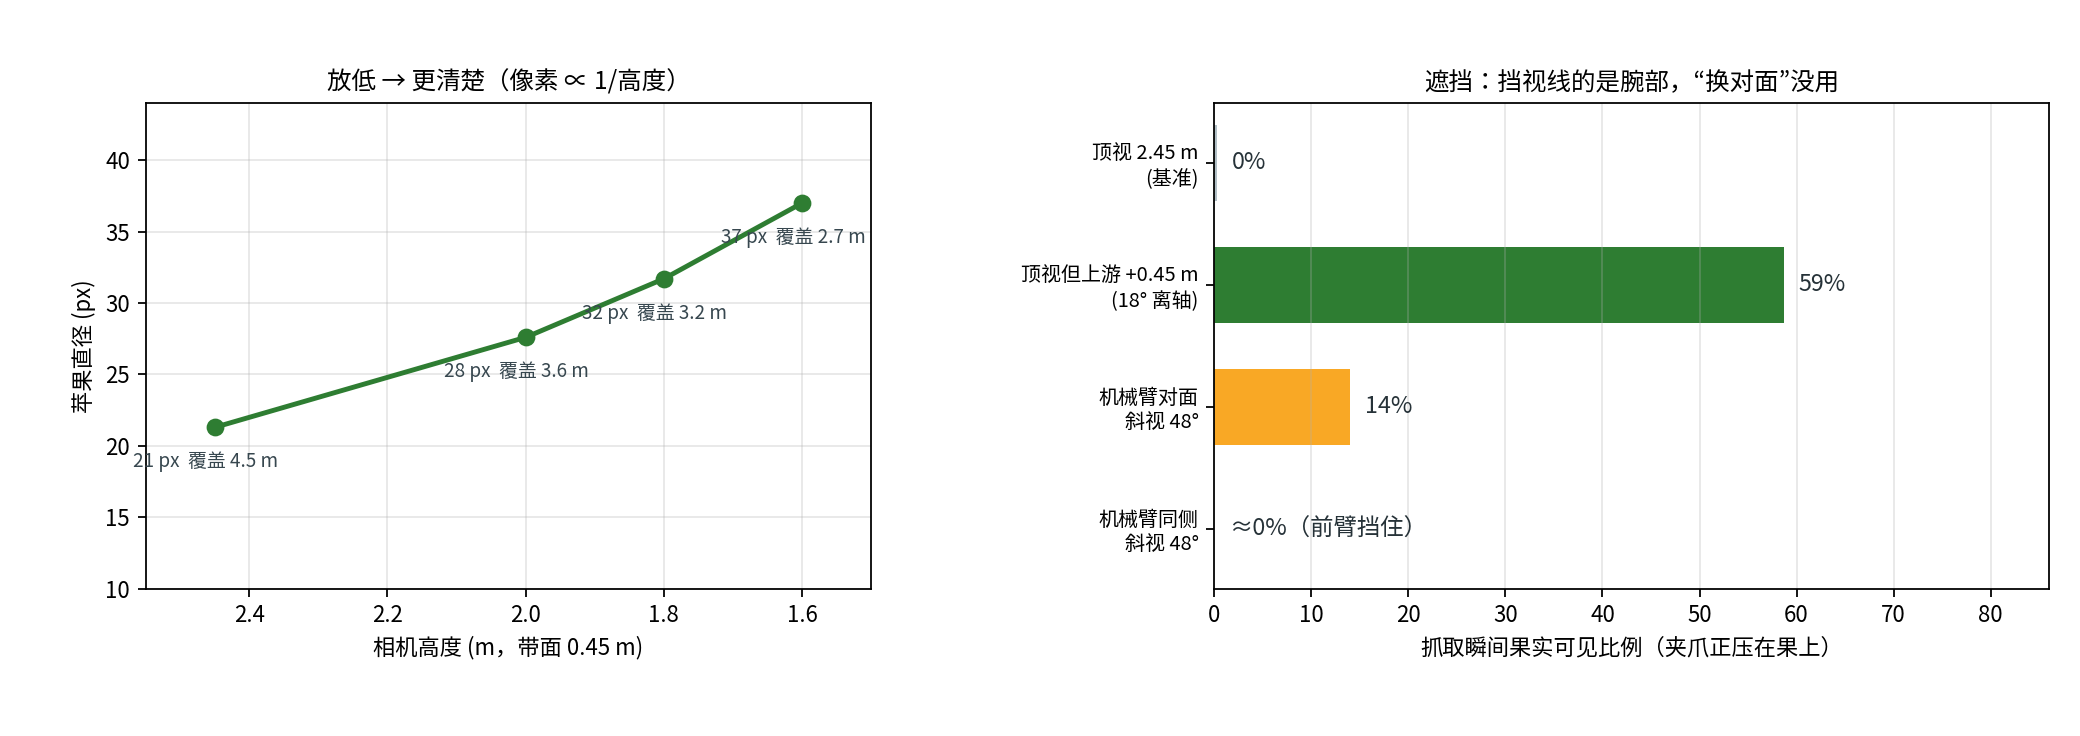 放低 → 更清楚（像素 ∝ 1/高度）
40
35
30
25
20
15
10
苹果直径 (px)
37 px 覆盖 2.7 m
32 px 覆盖 3.2 m
28 px 覆盖 3.6 m
21 px 覆盖 4.5 m
2.4
2.2
2.0
1.8
1.6
相机高度 (m，带面 0.45 m)
遮挡：挡视线的是腕部，“换对面”没用
顶视 2.45 m
(基准)
0%
顶视但上游 +0.45 m
(18° 离轴)
59%
机械臂对面
斜视 48°
14%
机械臂同侧
斜视 48°
≈0%（前臂挡住）
0
10
20
30
40
50
60
70
80
抓取瞬间果实可见比例（夹爪正压在果上）